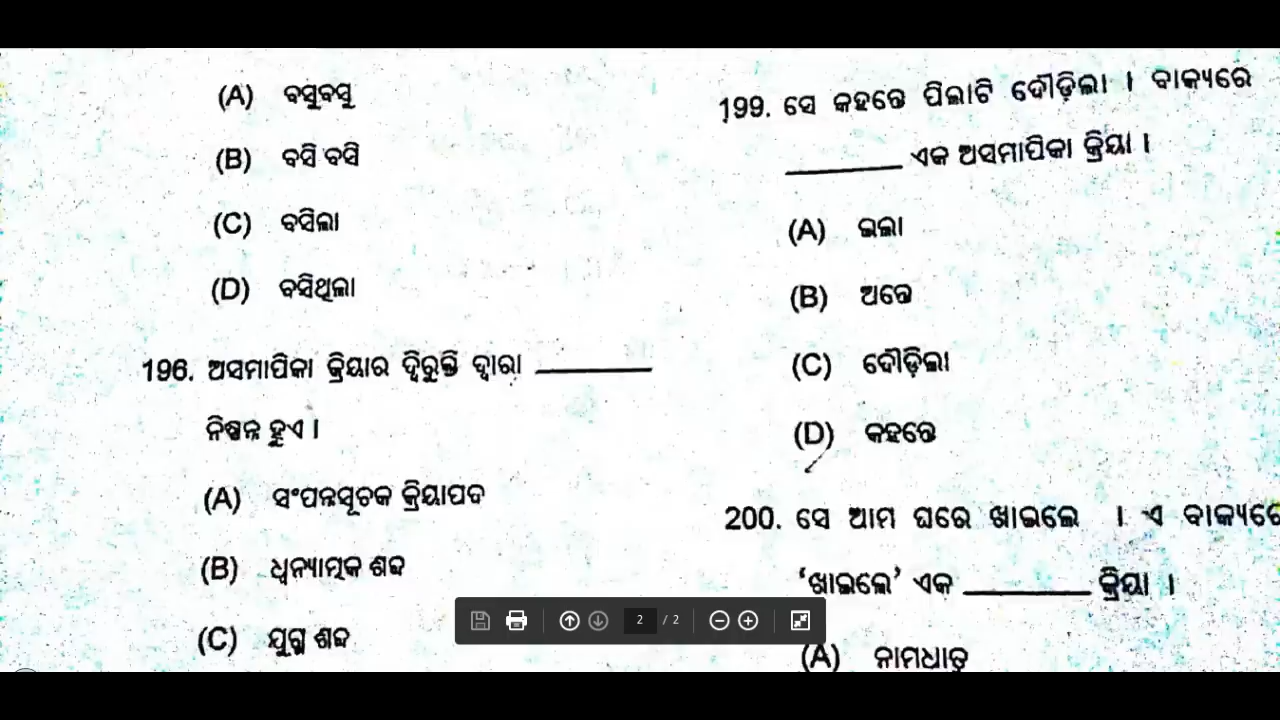 (A) ବସୁବସୁ
(B) ବସି ବସି
(C) ବସିଲା
(D) ବସିଥିଲା
196. ଅସମାପିକା କ୍ରିୟାର ଦ୍ୱିରୁକ୍ତି ଦ୍ୱାରା ________
ନିଷ୍ପନ୍ନ ହୁଏ ।
(A) ସଂପନ୍ନସୂଚକ କ୍ରିୟାପଦ
(B) ଧ୍ୱନ୍ୟାତ୍ମକ ଶବ୍ଦ
(C) ଯୁଗ୍ମ ଶବ୍ଦ
199. ସେ କହନ୍ତେ ପିଲାଟି ଦୌଡ଼ିଲା । ବାକ୍ୟରେ
________ ଏକ ଅସମାପିକା କ୍ରିୟା ।
(A) ଇଲା
(B) ଅନ୍ତେ
(C) ଦୌଡ଼ିଲା
(D) କହନ୍ତେ
200. ସେ ଆମ ଘରେ ଖାଇଲେ । ଏ ବାକ୍ୟରେ
‘ଖାଇଲେ’ ଏକ ________ କ୍ରିୟା ।
(A) ନାମଧାତୁ
2 / 2